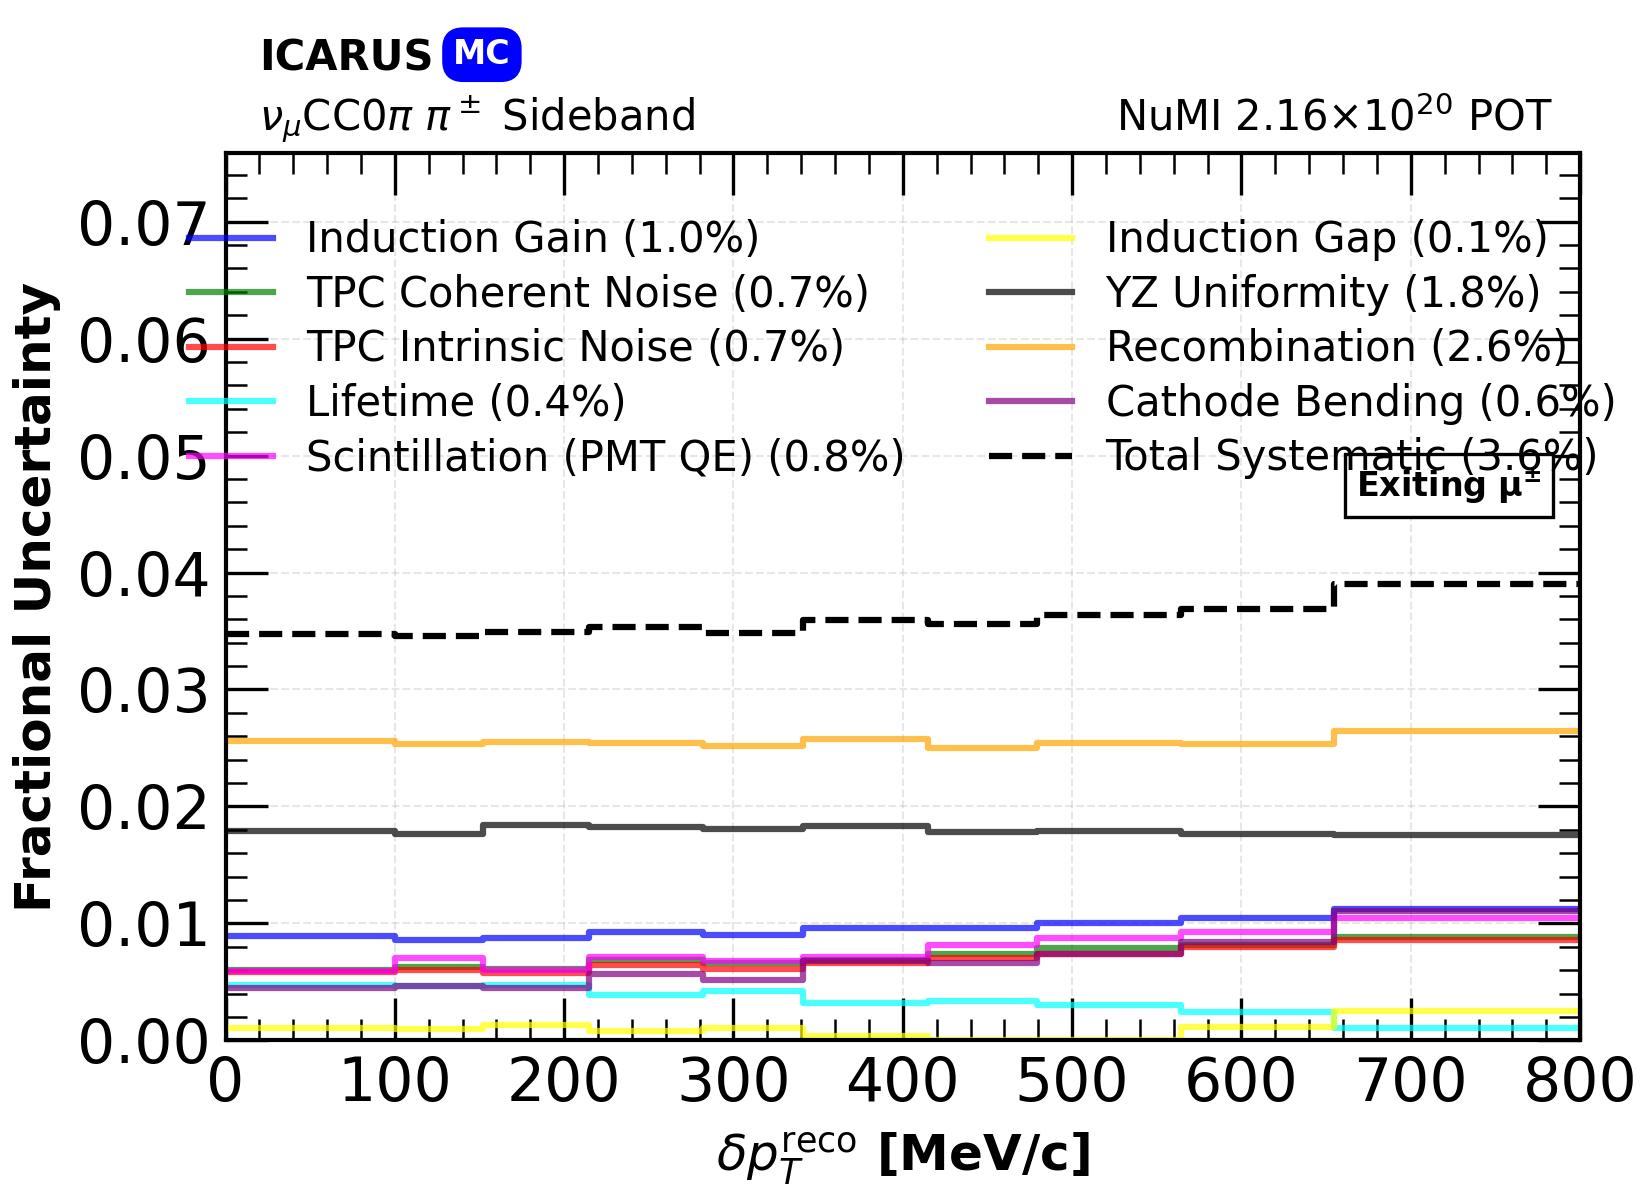 ICARUS MC
νμCC0π π± Sideband
NuMI 2.16×10²⁰ POT
Fractional Uncertainty
0.07
0.06
0.05
0.04
0.03
0.02
0.01
0.00
Induction Gain (1.0%)
TPC Coherent Noise (0.7%)
TPC Intrinsic Noise (0.7%)
Lifetime (0.4%)
Scintillation (PMT QE) (0.8%)
Induction Gap (0.1%)
YZ Uniformity (1.8%)
Recombination (2.6%)
Cathode Bending (0.6%)
Total Systematic (3.6%)
Exiting μ±
0 100 200 300 400 500 600 700 800
δp_T^reco [MeV/c]